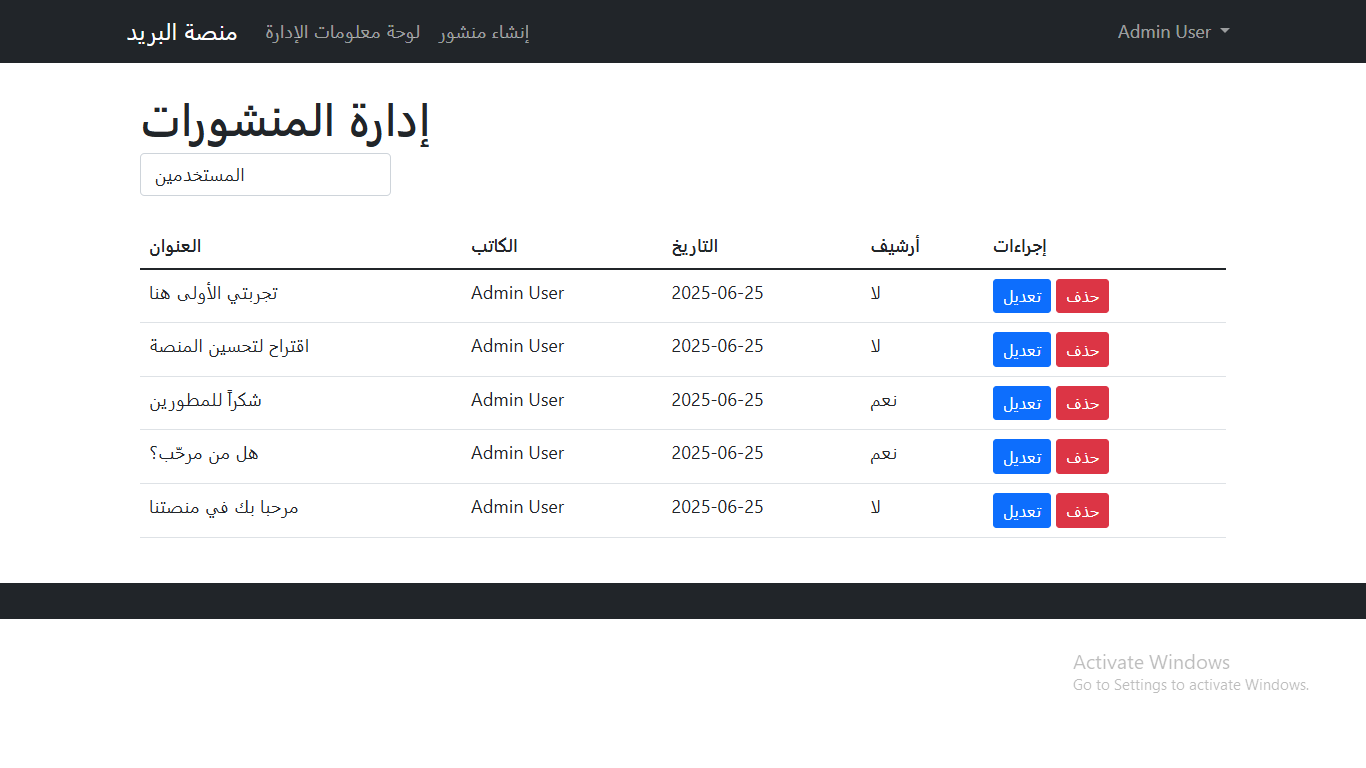 منصة البريد لوحة معلومات الإدارة إنشاء منشور Admin User
إدارة المنشورات
المستخدمين
العنوان الكاتب التاريخ أرشيف إجراءات
تجربتي الأولى هنا Admin User 2025-06-25 لا تعديل حذف
اقتراح لتحسين المنصة Admin User 2025-06-25 لا تعديل حذف
شكراً للمطورين Admin User 2025-06-25 نعم تعديل حذف
هل من مرحّب؟ Admin User 2025-06-25 نعم تعديل حذف
مرحبا بك في منصتنا Admin User 2025-06-25 لا تعديل حذف
Activate Windows
Go to Settings to activate Windows.